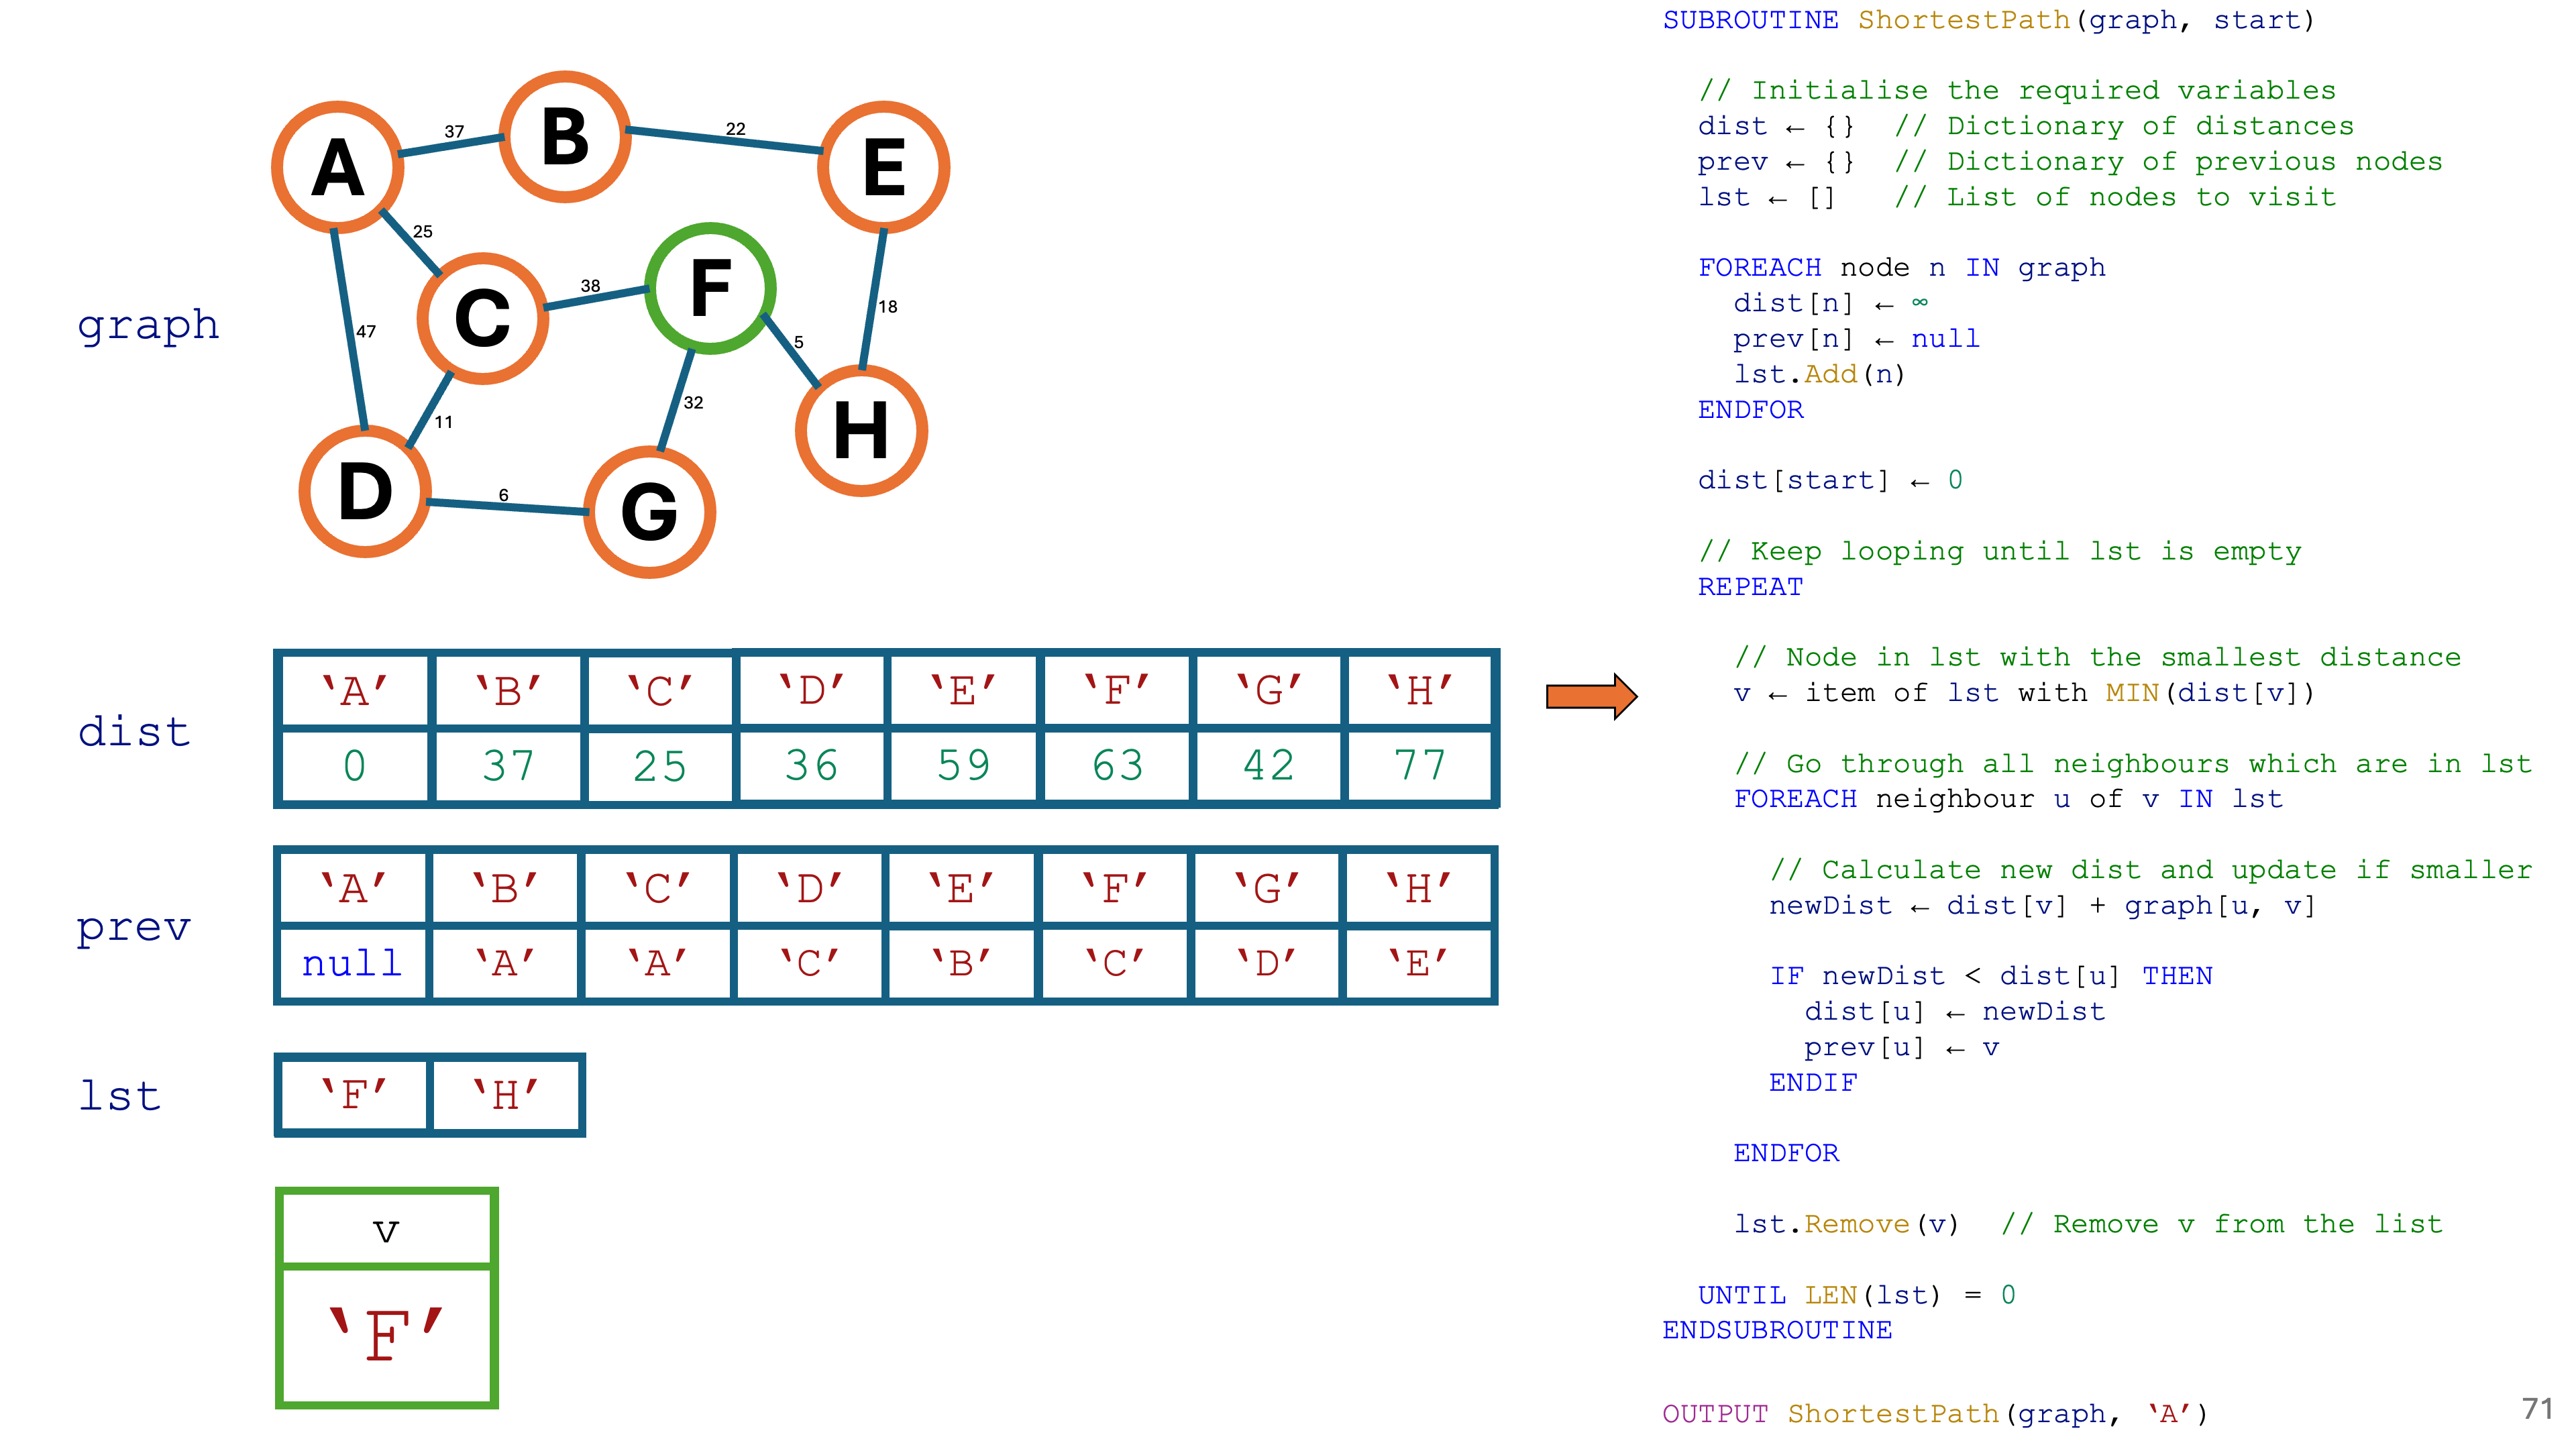 graph
A
B
C
D
E
F
G
H
37
22
25
38
47
11
5
18
32
6
dist
‘A’ ‘B’ ‘C’ ‘D’ ‘E’ ‘F’ ‘G’ ‘H’
0 37 25 36 59 63 42 77
prev
‘A’ ‘B’ ‘C’ ‘D’ ‘E’ ‘F’ ‘G’ ‘H’
null ‘A’ ‘A’ ‘C’ ‘B’ ‘C’ ‘D’ ‘E’
lst
‘F’ ‘H’
v
‘F’
SUBROUTINE ShortestPath(graph, start)
// Initialise the required variables
dist ← {} // Dictionary of distances
prev ← {} // Dictionary of previous nodes
lst ← [] // List of nodes to visit
FOREACH node n IN graph
dist[n] ← ∞
prev[n] ← null
lst.Add(n)
ENDFOR
dist[start] ← 0
// Keep looping until lst is empty
REPEAT
// Node in lst with the smallest distance
v ← item of lst with MIN(dist[v])
// Go through all neighbours which are in lst
FOREACH neighbour u of v IN lst
// Calculate new dist and update if smaller
newDist ← dist[v] + graph[u, v]
IF newDist < dist[u] THEN
dist[u] ← newDist
prev[u] ← v
ENDIF
ENDFOR
lst.Remove(v) // Remove v from the list
UNTIL LEN(lst) = 0
ENDSUBROUTINE
OUTPUT ShortestPath(graph, ‘A’)
71